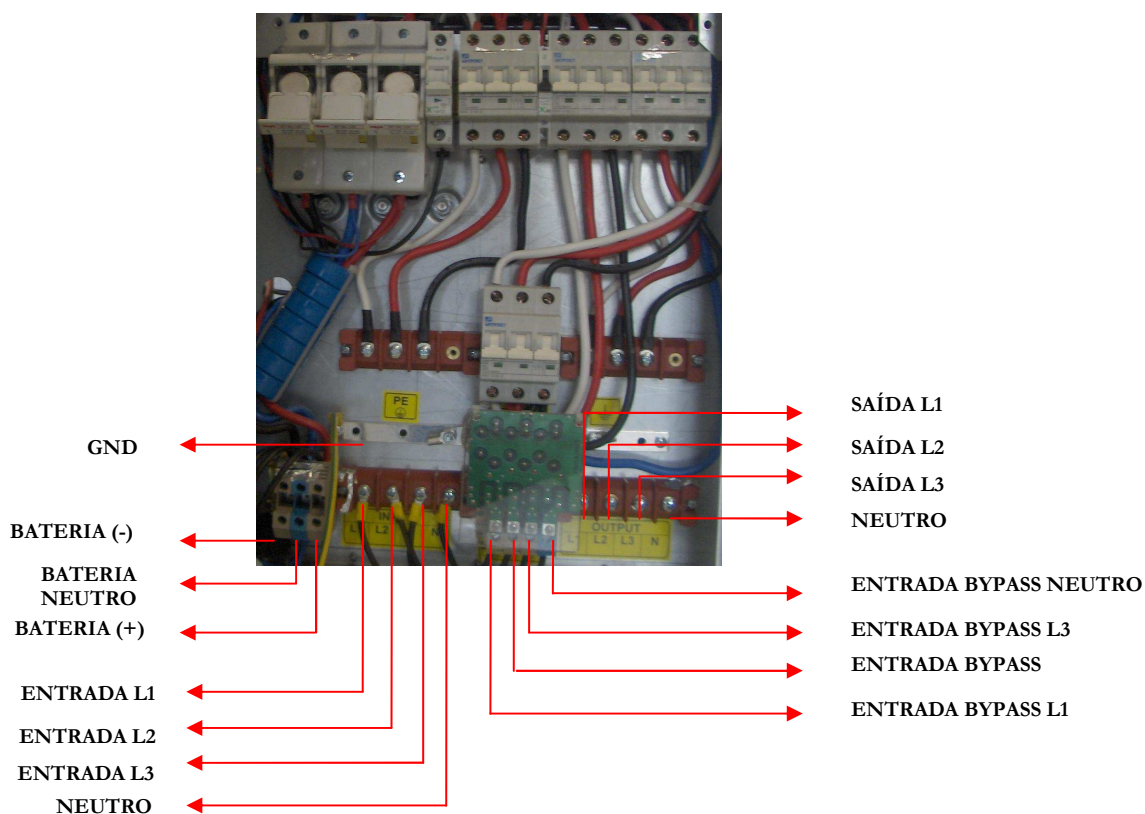 PE
GND
BATERIA (-)
BATERIA
NEUTRO
BATERIA (+)
ENTRADA L1
ENTRADA L2
ENTRADA L3
NEUTRO
IN
L2
N
OUTPUT
L1 L2 L3 N
SAÍDA L1
SAÍDA L2
SAÍDA L3
NEUTRO
ENTRADA BYPASS NEUTRO
ENTRADA BYPASS L3
ENTRADA BYPASS
ENTRADA BYPASS L1